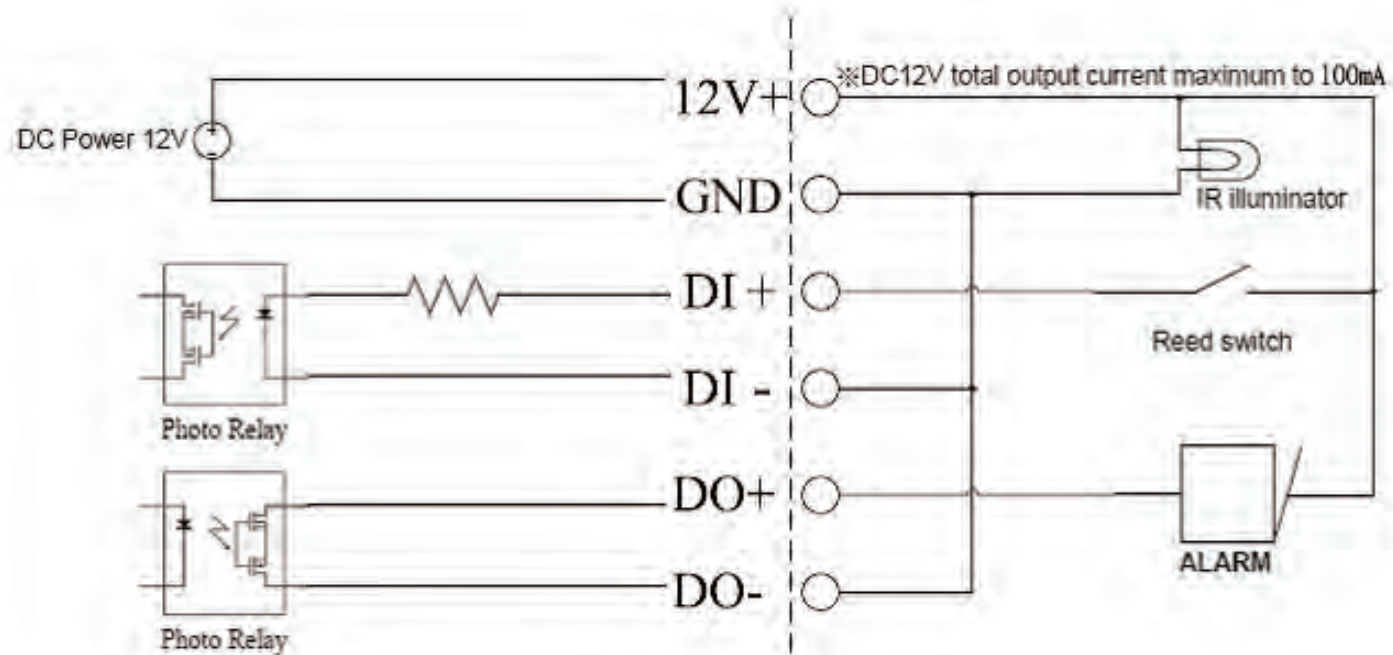 ※DC12V total output current maximum to 100mA
12V+
DC Power 12V
GND
IR illuminator
DI +
Reed switch
DI -
Photo Relay
DO+
ALARM
DO-
Photo Relay